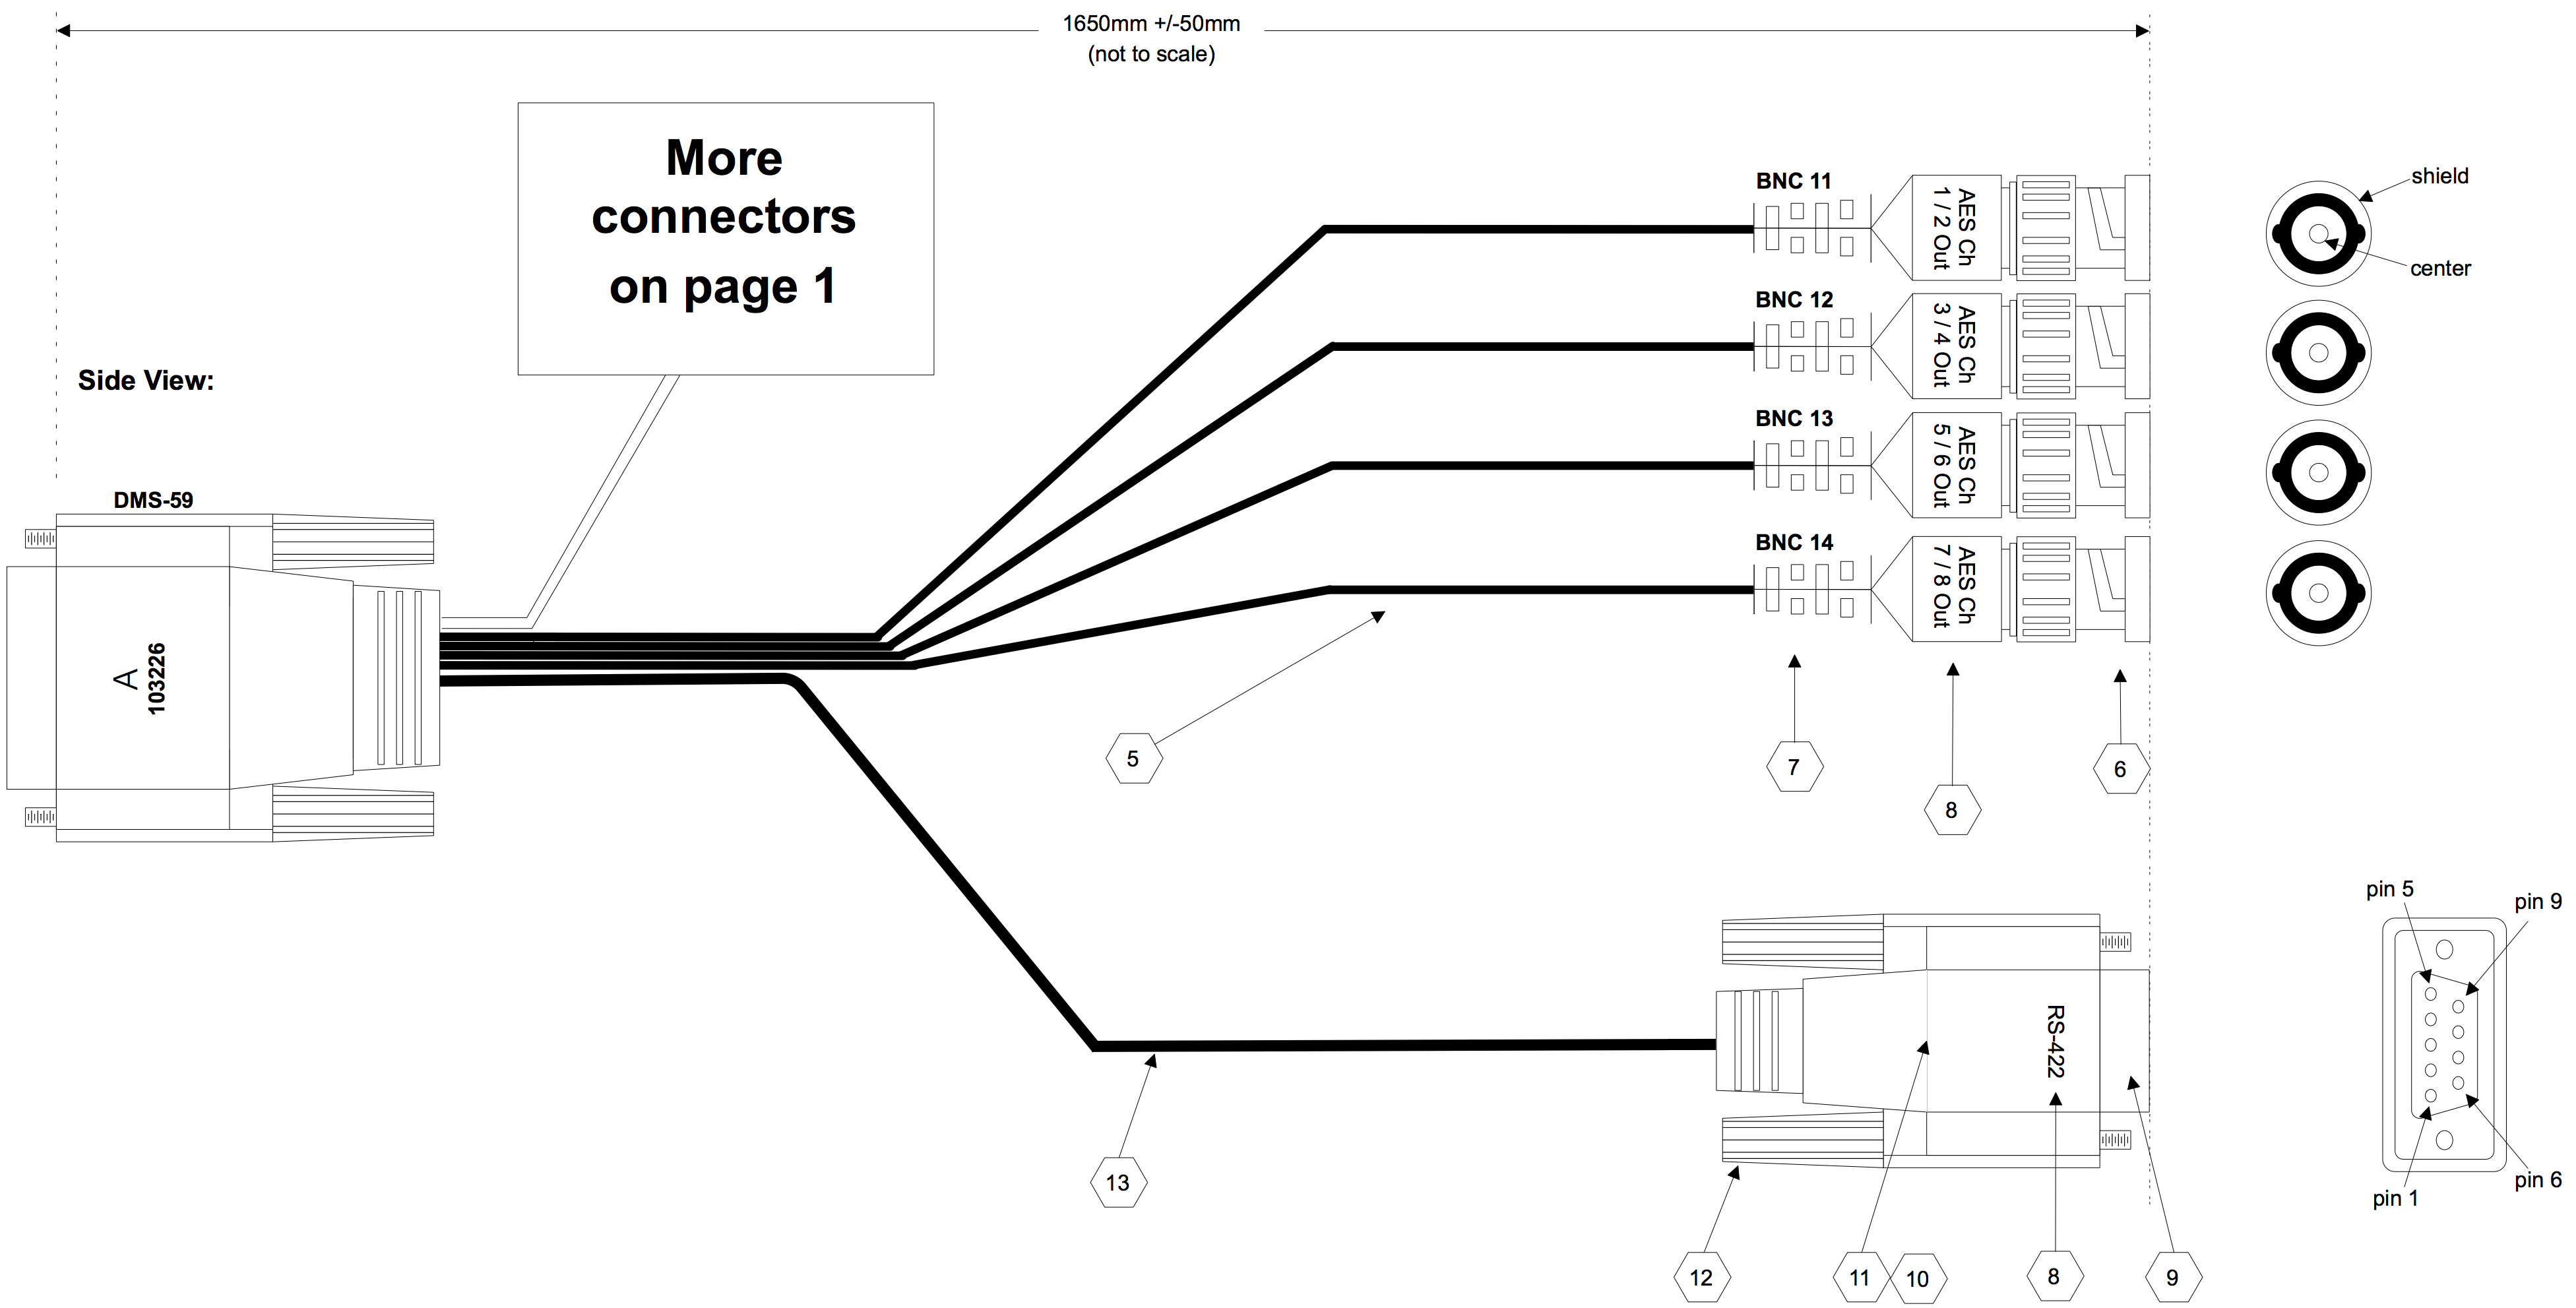 1650mm +/-50mm
(not to scale)
More
connectors
on page 1
Side View:
DMS-59
A
103226
BNC 11
AES Ch
1 / 2 Out
shield
center
BNC 12
AES Ch
3 / 4 Out
BNC 13
AES Ch
5 / 6 Out
BNC 14
AES Ch
7 / 8 Out
5
7
8
6
RS-422
pin 5
pin 9
pin 1
pin 6
13
12
11
10
8
9